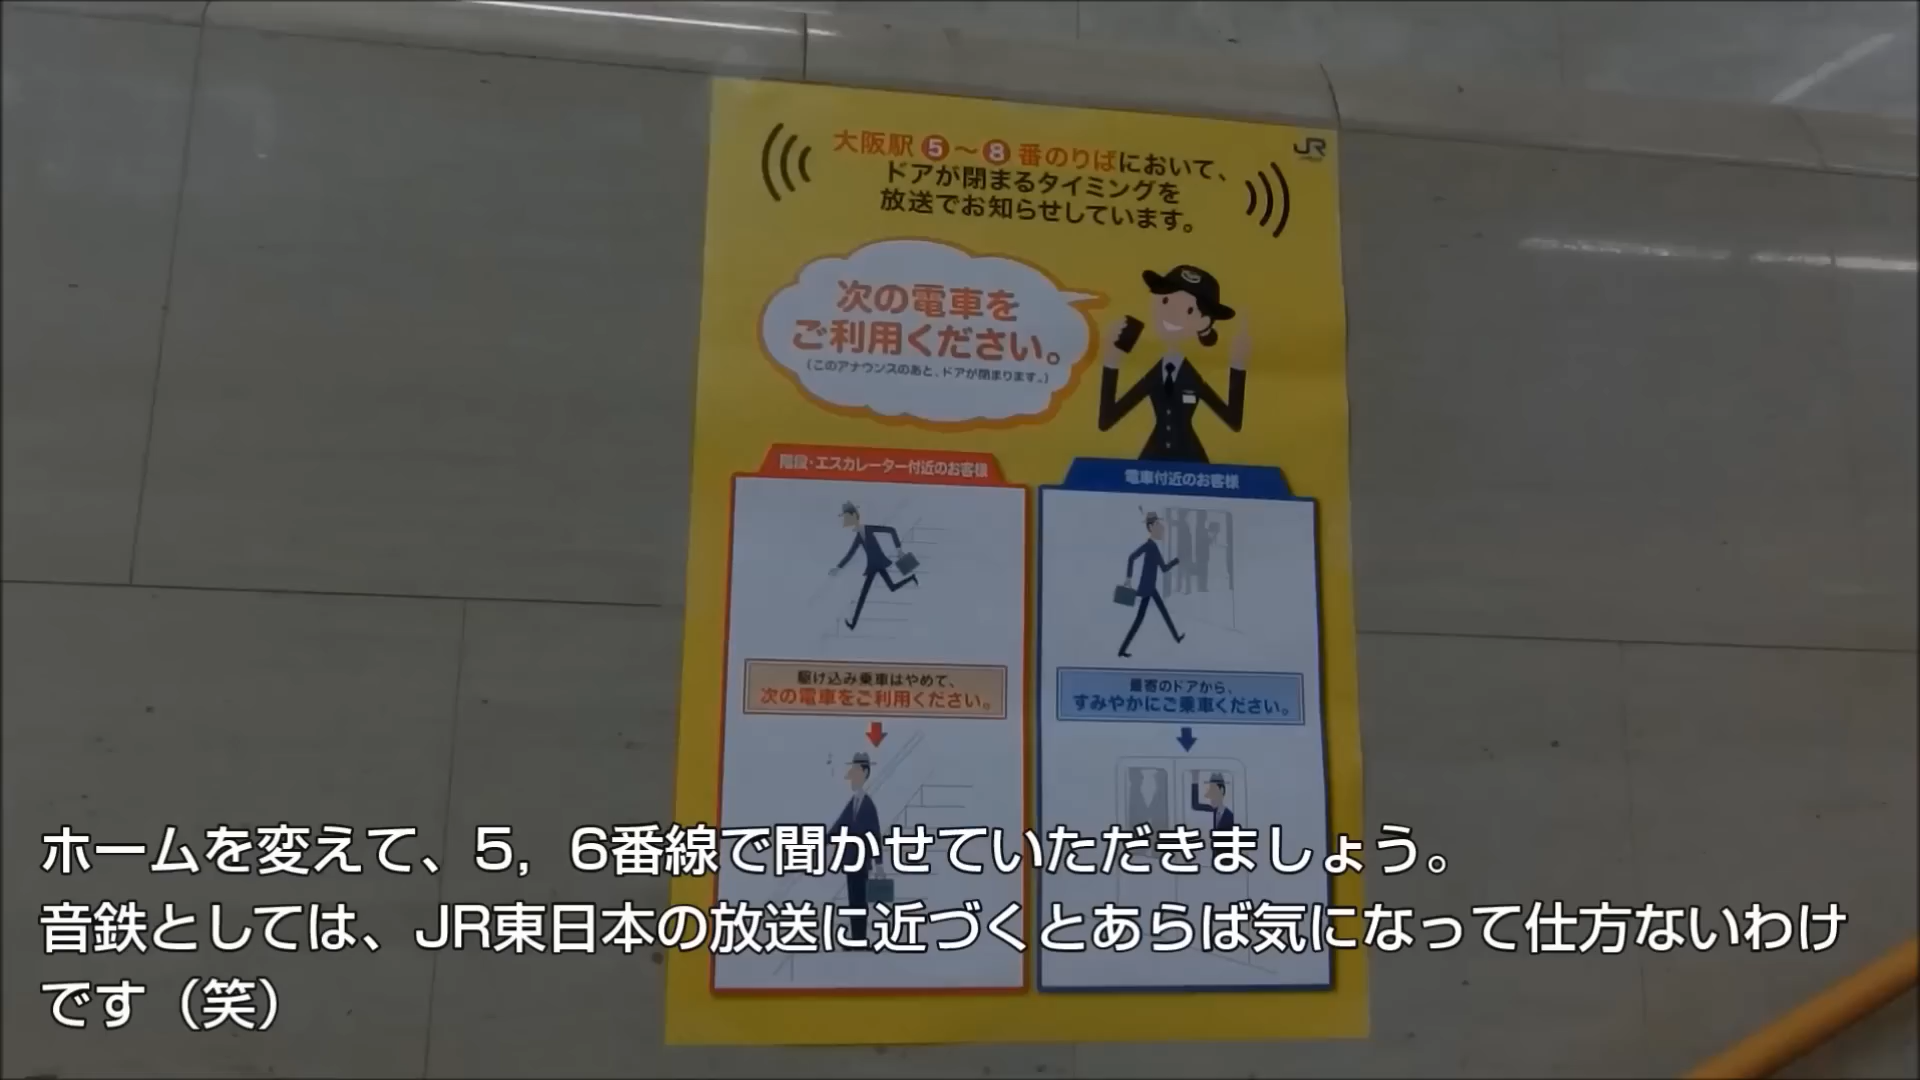 大阪駅 5～8 番のりばにおいて、
ドアが閉まるタイミングを
放送でお知らせしています。
JR
次の電車を
ご利用ください。
(このアナウンスのあと、ドアが閉まります。)
階段・エスカレーター付近のお客様
駆け込み乗車はやめて、
次の電車をご利用ください。
電車付近のお客様
最寄のドアから、
すみやかにご乗車ください。
ホームを変えて、5, 6番線で聞かせていただきましょう。
音鉄としては、JR東日本の放送に近づくとあらば気になって仕方ないわけ
です（笑）